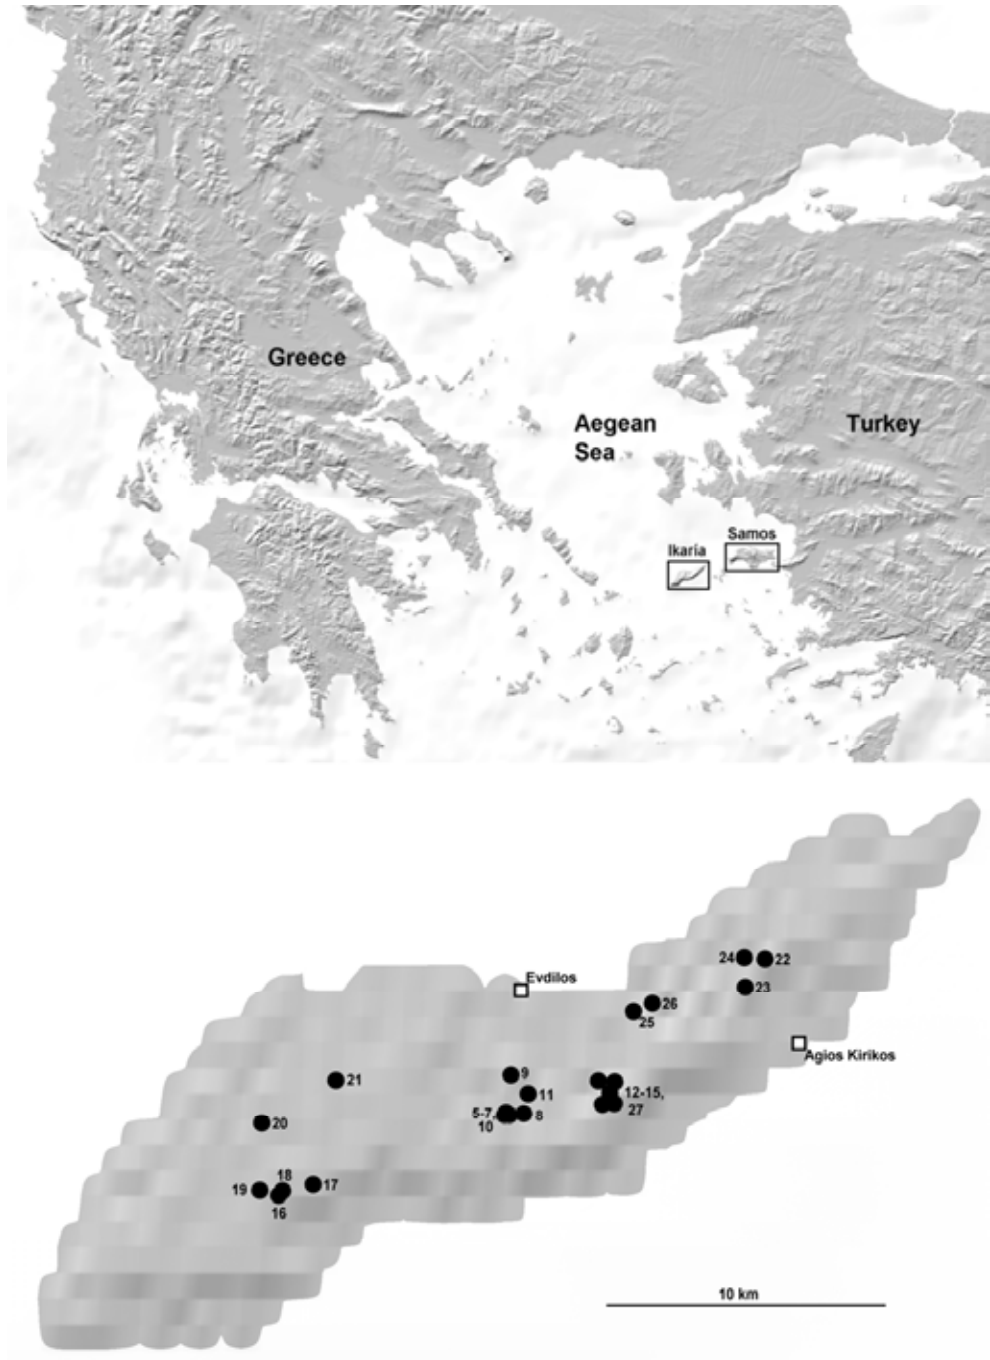 Greece
Aegean
Sea
Turkey
Samos
Ikaria
24
22
23
Evdilos
26
25
Agios Kirikos
9
21
11
12-15,
27
5-7,
10
8
20
18
17
19
16
10 km